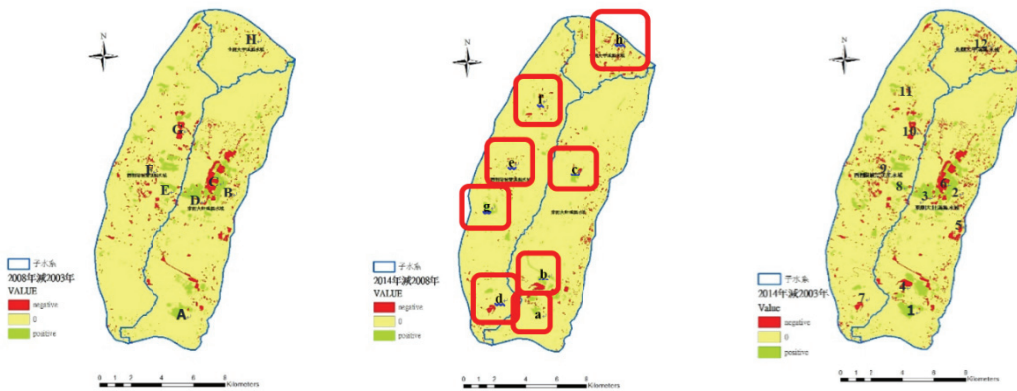 N
H
G
F
E
D
C
B
A
子水系
2008年減2003年
VALUE
negative
0
positive
0 1 2 4 6 8
Kilometers
N
h
f
e
c
g
b
d
a
子水系
2014年減2008年
VALUE
negative
0
positive
0 1 2 4 6 8
Kilometers
N
12
11
10
9
8
6
3
2
5
4
7
1
子水系
2014年減2003年
Value
negative
0
positive
0 1 2 4 6 8
Kilometers